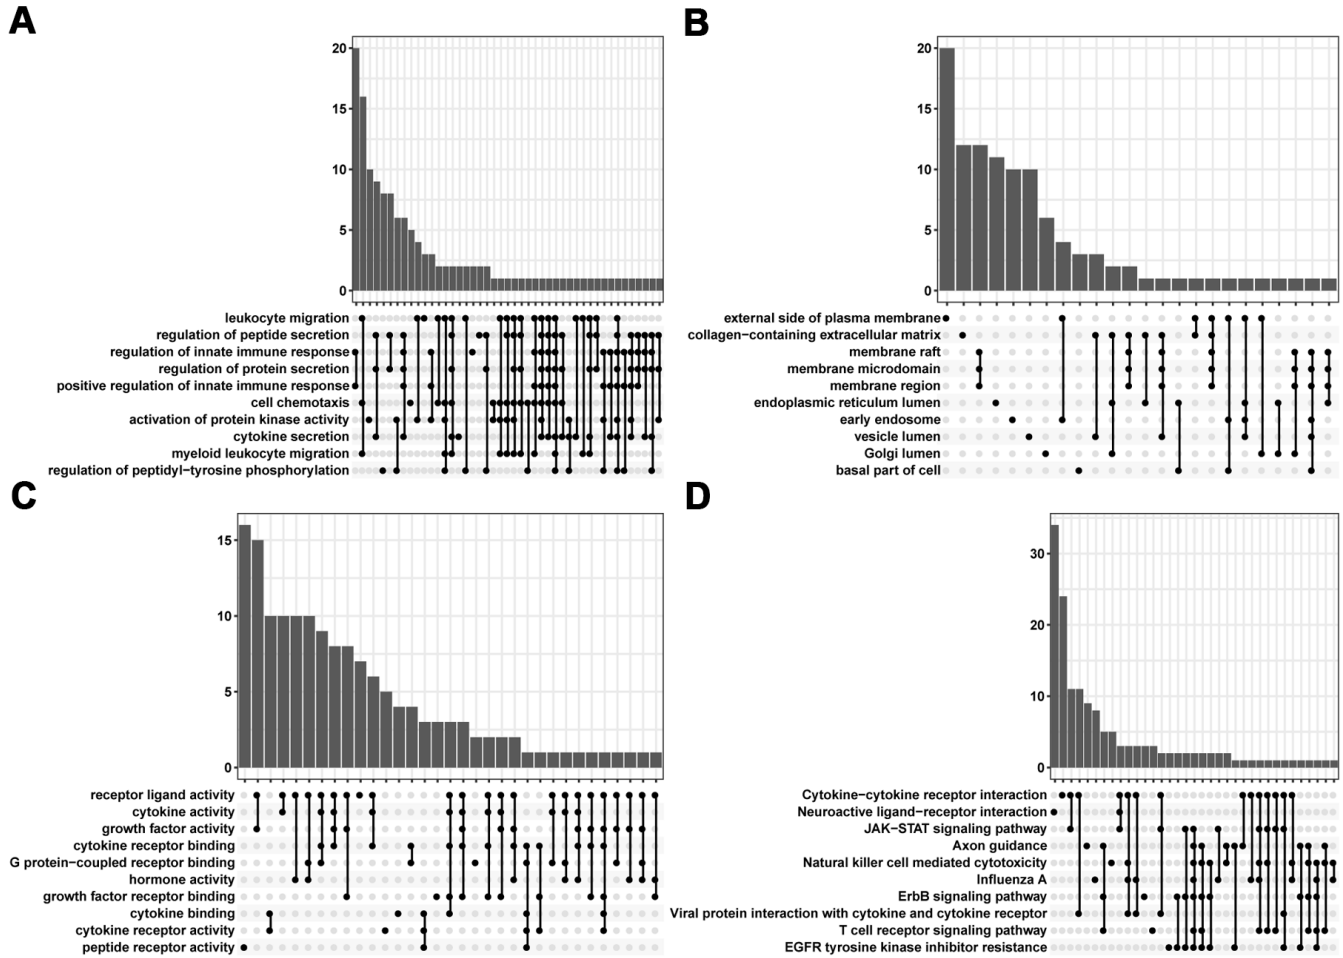 A
20
15
10
5
0
leukocyte migration
regulation of peptide secretion
regulation of innate immune response
regulation of protein secretion
positive regulation of innate immune response
cell chemotaxis
activation of protein kinase activity
cytokine secretion
myeloid leukocyte migration
regulation of peptidyl−tyrosine phosphorylation
B
20
15
10
5
0
external side of plasma membrane
collagen−containing extracellular matrix
membrane raft
membrane microdomain
membrane region
endoplasmic reticulum lumen
early endosome
vesicle lumen
Golgi lumen
basal part of cell
C
15
10
5
0
receptor ligand activity
cytokine activity
growth factor activity
cytokine receptor binding
G protein−coupled receptor binding
hormone activity
growth factor receptor binding
cytokine binding
cytokine receptor activity
peptide receptor activity
D
30
20
10
0
Cytokine−cytokine receptor interaction
Neuroactive ligand−receptor interaction
JAK−STAT signaling pathway
Axon guidance
Natural killer cell mediated cytotoxicity
Influenza A
ErbB signaling pathway
Viral protein interaction with cytokine and cytokine receptor
T cell receptor signaling pathway
EGFR tyrosine kinase inhibitor resistance